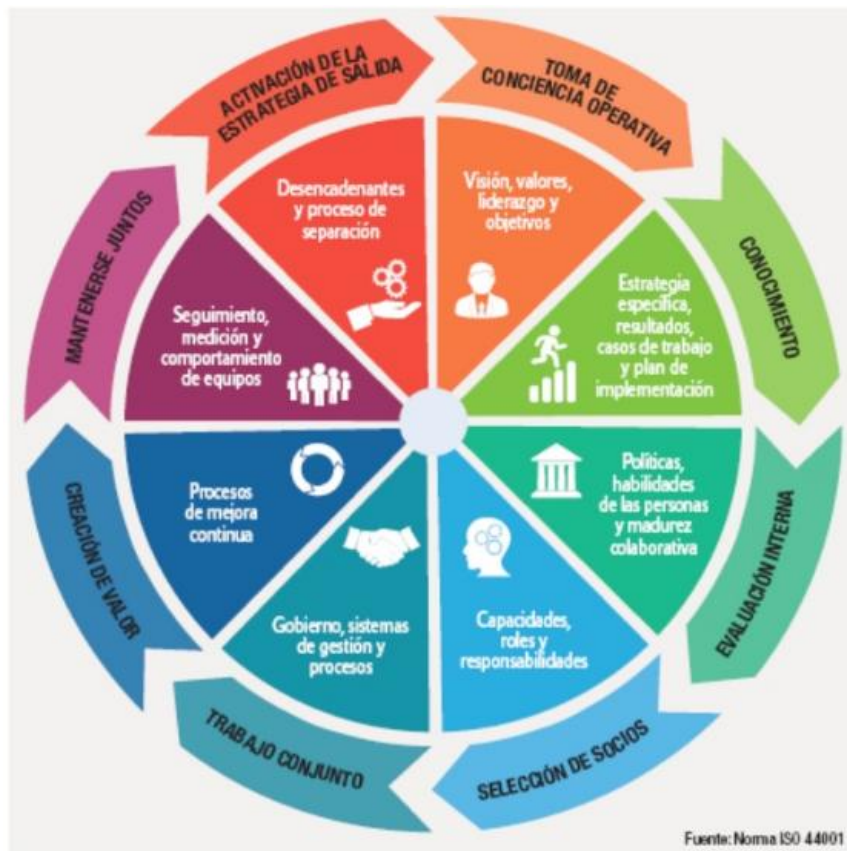 ACTIVACIÓN DE LA
ESTRATEGIA DE SALIDA
TOMA DE
CONCIENCIA OPERATIVA
CONOCIMIENTO
EVALUACIÓN INTERNA
SELECCIÓN DE SOCIOS
TRABAJO CONJUNTO
CREACIÓN DE VALOR
MANTENERSE JUNTOS
Desencadenantes
y proceso de
separación
Visión, valores,
liderazgo y
objetivos
Estrategia
específica,
resultados,
casos de trabajo
y plan de
implementación
Políticas,
habilidades
de las personas
y madurez
colaborativa
Capacidades,
roles y
responsabilidades
Gobierno, sistemas
de gestión y
procesos
Procesos
de mejora
continua
Seguimiento,
medición y
comportamiento
de equipos
Fuente: Norma ISO 44001